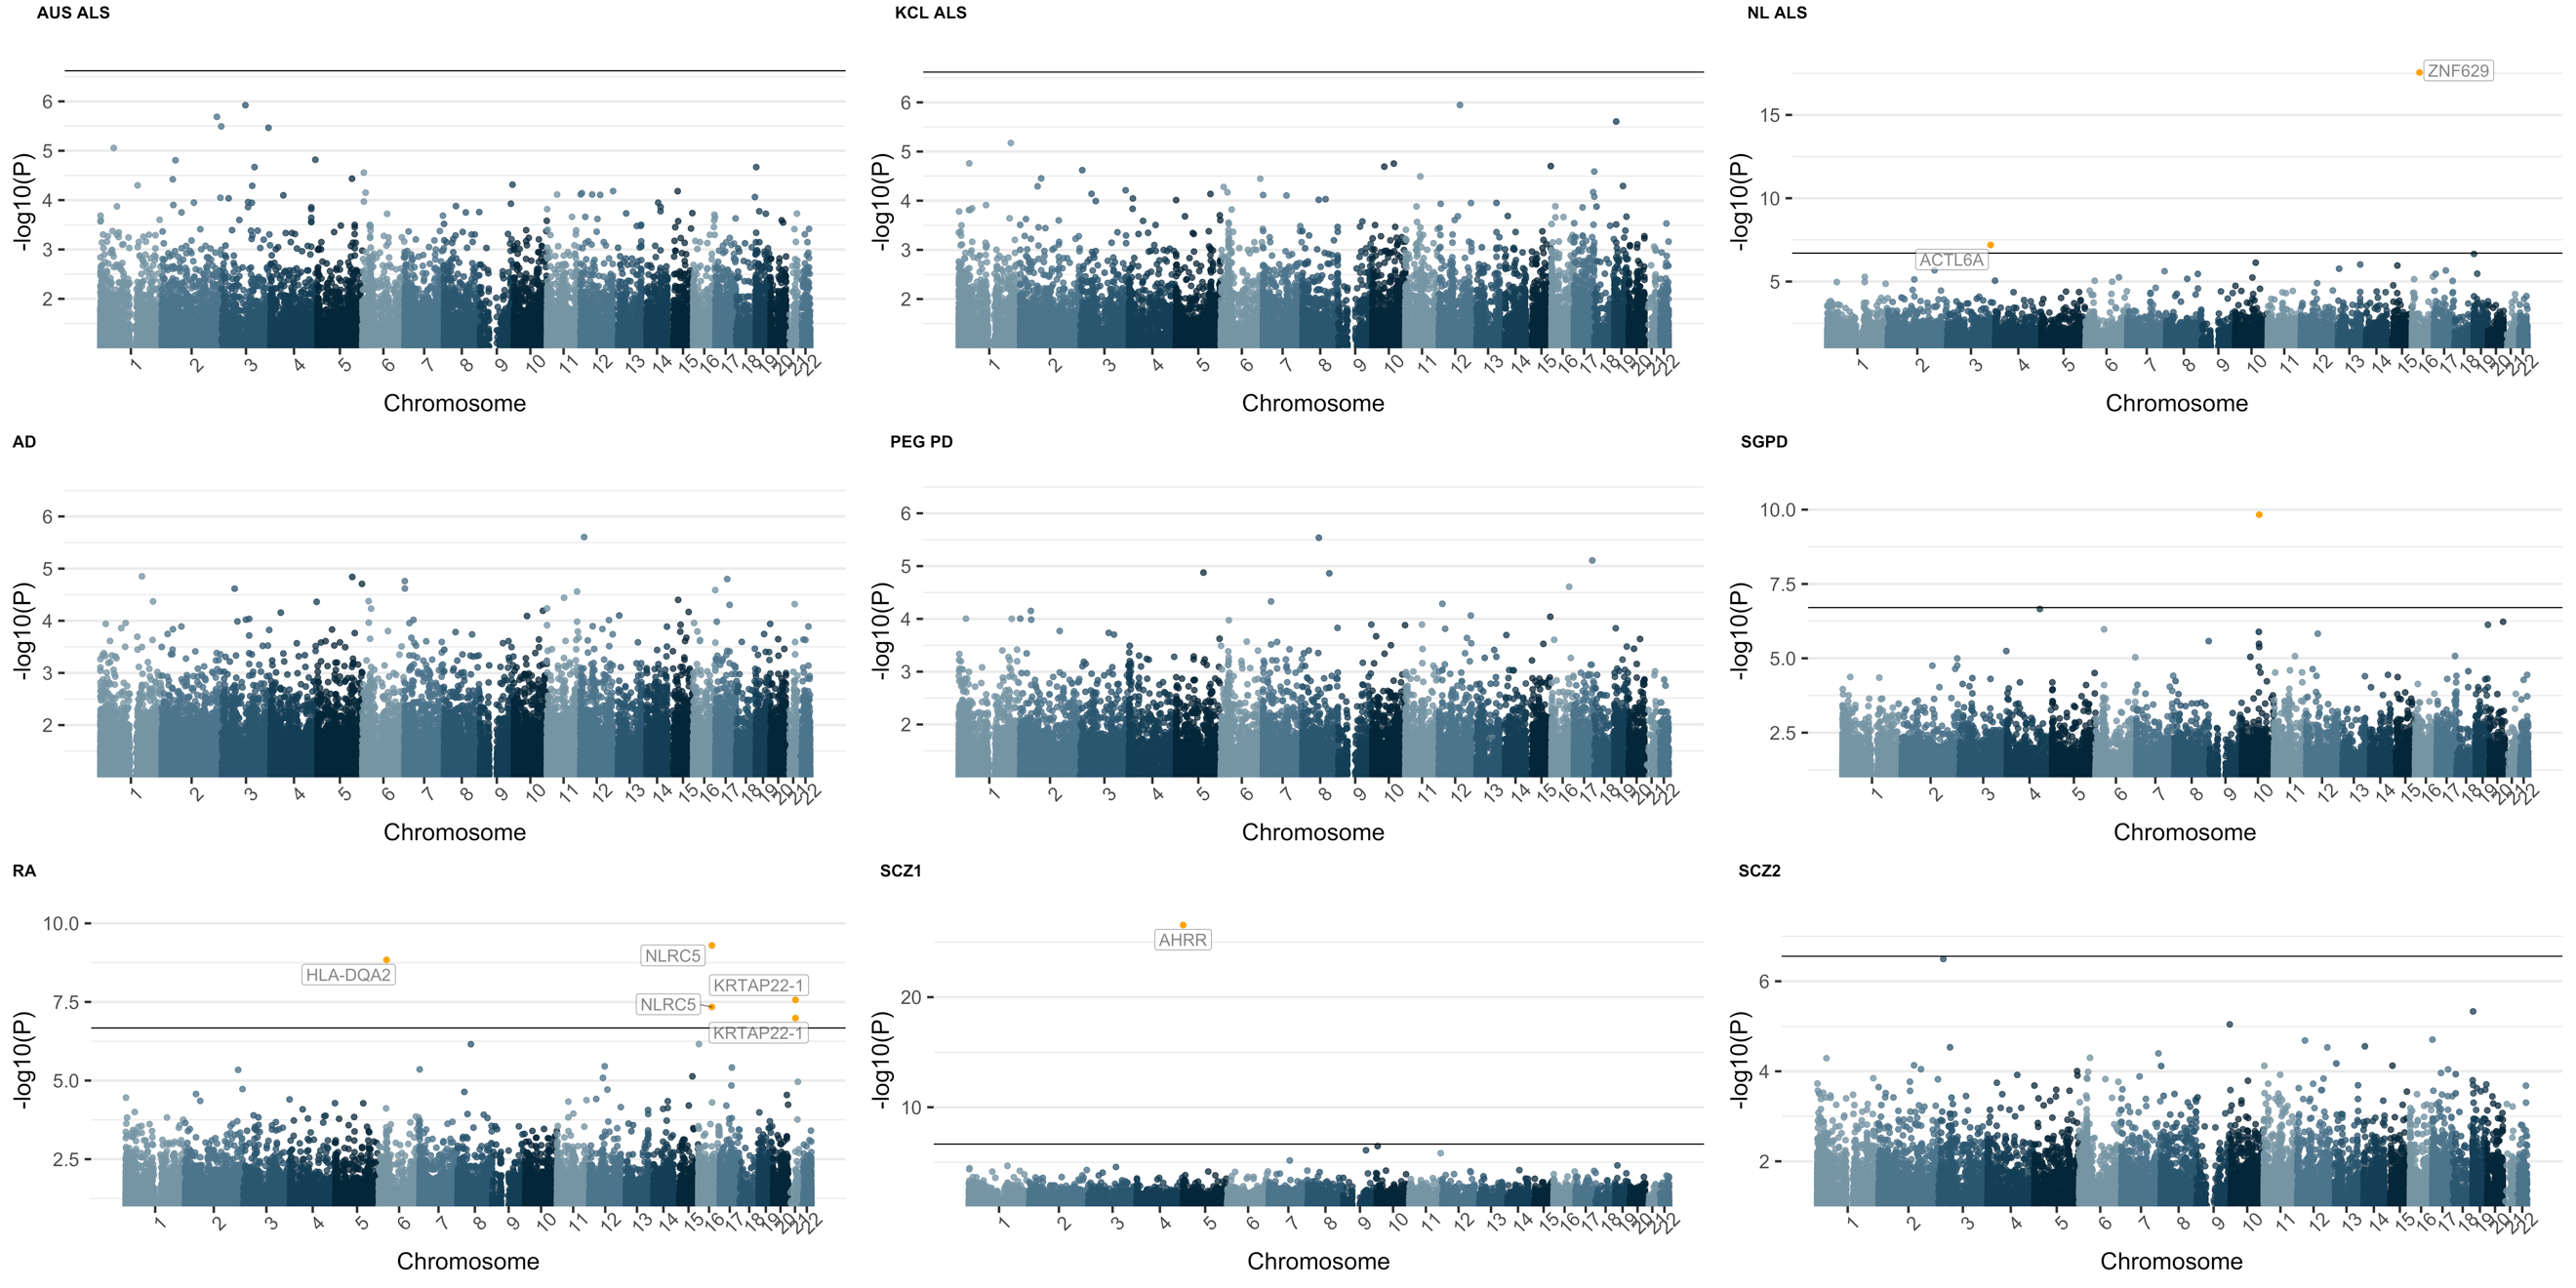 AUS ALS
-log10(P)
6
5
4
3
2
1 2 3 4 5 6 7 8 9 10 11 12 13 14 15 16 17 18 19 20 21 22
Chromosome
KCL ALS
-log10(P)
6
5
4
3
2
1 2 3 4 5 6 7 8 9 10 11 12 13 14 15 16 17 18 19 20 21 22
Chromosome
NL ALS
-log10(P)
15
10
5
ZNF629
ACTL6A
1 2 3 4 5 6 7 8 9 10 11 12 13 14 15 16 17 18 19 20 21 22
Chromosome
AD
-log10(P)
6
5
4
3
2
1 2 3 4 5 6 7 8 9 10 11 12 13 14 15 16 17 18 19 20 21 22
Chromosome
PEG PD
-log10(P)
6
5
4
3
2
1 2 3 4 5 6 7 8 9 10 11 12 13 14 15 16 17 18 19 20 21 22
Chromosome
SGPD
-log10(P)
10.0
7.5
5.0
2.5
1 2 3 4 5 6 7 8 9 10 11 12 13 14 15 16 17 18 19 20 21 22
Chromosome
RA
-log10(P)
10.0
7.5
5.0
2.5
NLRC5
HLA-DQA2
KRTAP22-1
NLRC5
KRTAP22-1
1 2 3 4 5 6 7 8 9 10 11 12 13 14 15 16 17 18 19 20 21 22
Chromosome
SCZ1
-log10(P)
20
10
AHRR
1 2 3 4 5 6 7 8 9 10 11 12 13 14 15 16 17 18 19 20 21 22
Chromosome
SCZ2
-log10(P)
6
4
2
1 2 3 4 5 6 7 8 9 10 11 12 13 14 15 16 17 18 19 20 21 22
Chromosome